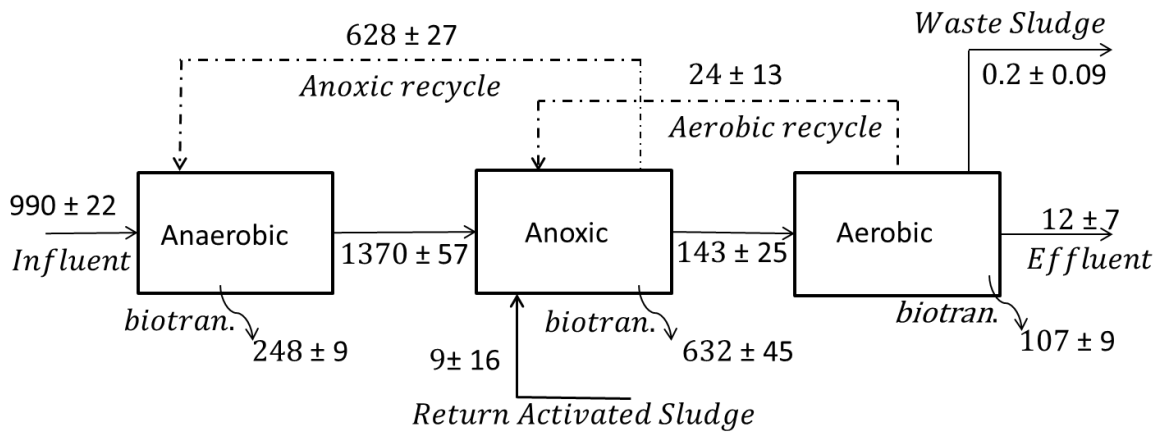 Waste Sludge
628 ± 27
0.2 ± 0.09
24 ± 13
Anoxic recycle
Aerobic recycle
990 ± 22
Influent
Anaerobic
1370 ± 57
Anoxic
143 ± 25
Aerobic
12 ± 7
Effluent
biotran.
248 ± 9
biotran.
632 ± 45
biotran.
107 ± 9
9± 16
Return Activated Sludge